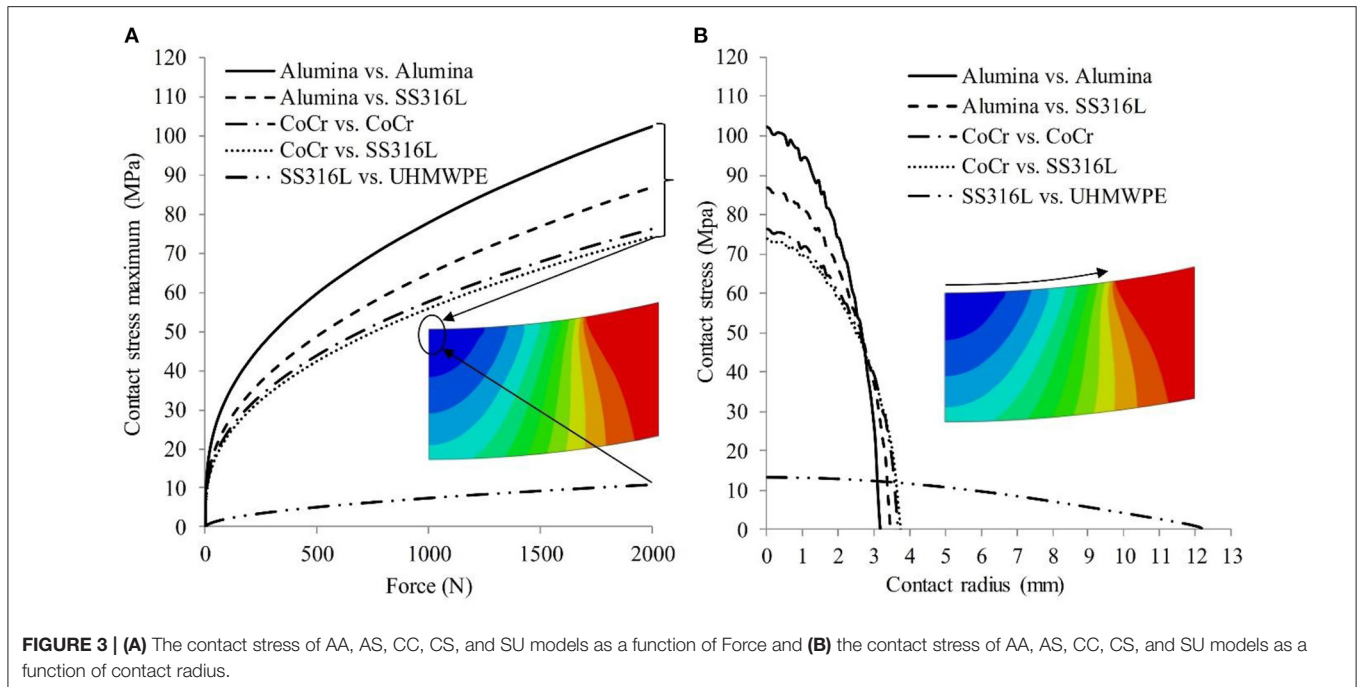 A
120
110
100
90
80
70
60
50
40
30
20
10
0
Contact stress maximum (MPa)
Alumina vs. Alumina
Alumina vs. SS316L
CoCr vs. CoCr
CoCr vs. SS316L
SS316L vs. UHMWPE
0 500 1000 1500 2000
Force (N)
B
120
110
100
90
80
70
60
50
40
30
20
10
0
Contact stress (Mpa)
Alumina vs. Alumina
Alumina vs. SS316L
CoCr vs. CoCr
CoCr vs. SS316L
SS316L vs. UHMWPE
0 1 2 3 4 5 6 7 8 9 10 11 12 13
Contact radius (mm)
FIGURE 3 | (A) The contact stress of AA, AS, CC, CS, and SU models as a function of Force and (B) the contact stress of AA, AS, CC, CS, and SU models as a
function of contact radius.